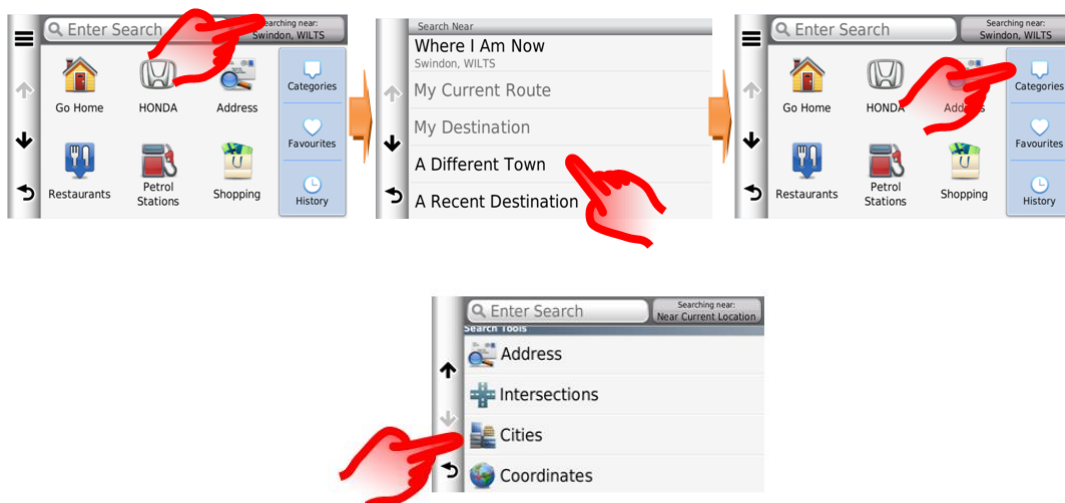 Enter Search
Searching near:
Swindon, WILTS
Go Home
HONDA
Address
Categories
Favourites
Restaurants
Petrol
Stations
Shopping
History
Search Near
Where I Am Now
Swindon, WILTS
My Current Route
My Destination
A Different Town
A Recent Destination
Enter Search
Searching near:
Swindon, WILTS
Go Home
HONDA
Address
Categories
Favourites
Restaurants
Petrol
Stations
Shopping
History
Enter Search
Searching near:
Near Current Location
Search Tools
Address
Intersections
Cities
Coordinates